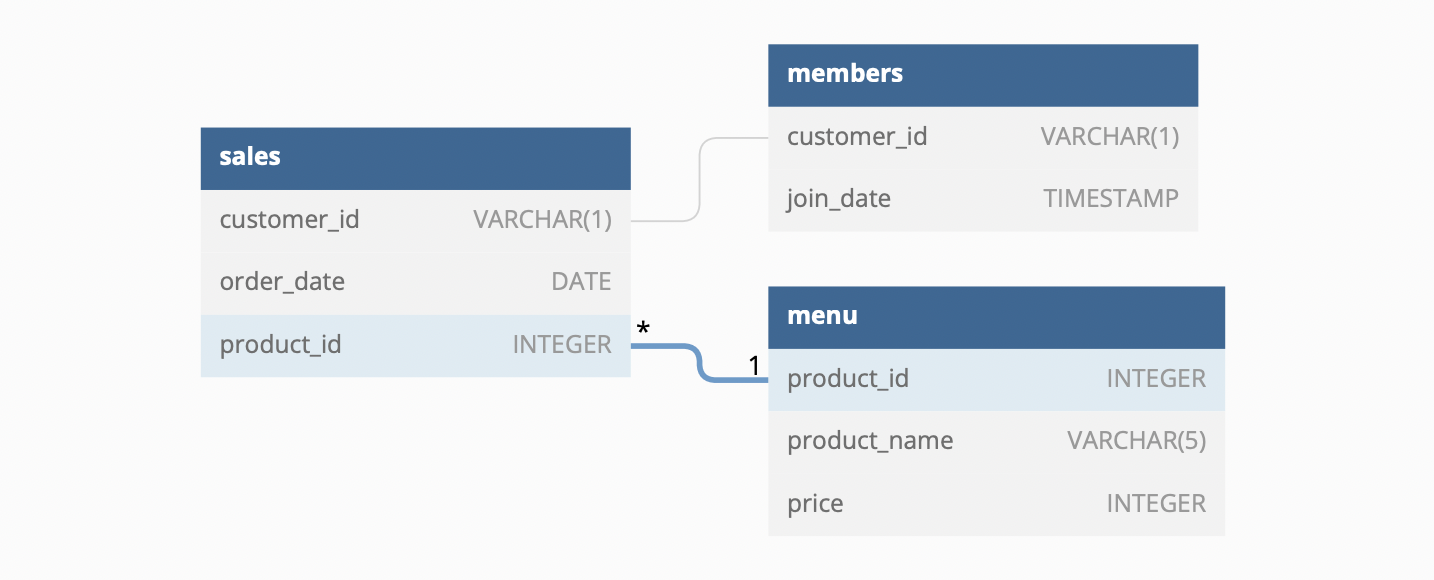 sales
customer_id VARCHAR(1)
order_date DATE
product_id INTEGER
*
1
members
customer_id VARCHAR(1)
join_date TIMESTAMP
menu
product_id INTEGER
product_name VARCHAR(5)
price INTEGER